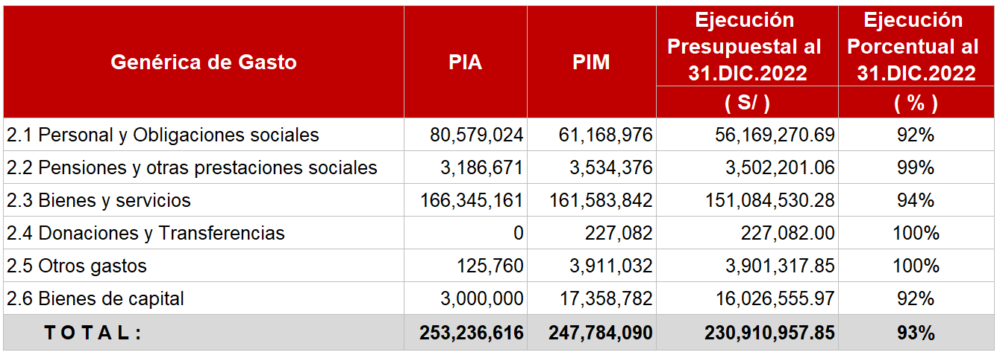 Genérica de Gasto PIA PIM Ejecución Presupuestal al 31.DIC.2022 Ejecución Porcentual al 31.DIC.2022
( S/ ) ( % )
2.1 Personal y Obligaciones sociales 80,579,024 61,168,976 56,169,270.69 92%
2.2 Pensiones y otras prestaciones sociales 3,186,671 3,534,376 3,502,201.06 99%
2.3 Bienes y servicios 166,345,161 161,583,842 151,084,530.28 94%
2.4 Donaciones y Transferencias 0 227,082 227,082.00 100%
2.5 Otros gastos 125,760 3,911,032 3,901,317.85 100%
2.6 Bienes de capital 3,000,000 17,358,782 16,026,555.97 92%
T O T A L : 253,236,616 247,784,090 230,910,957.85 93%